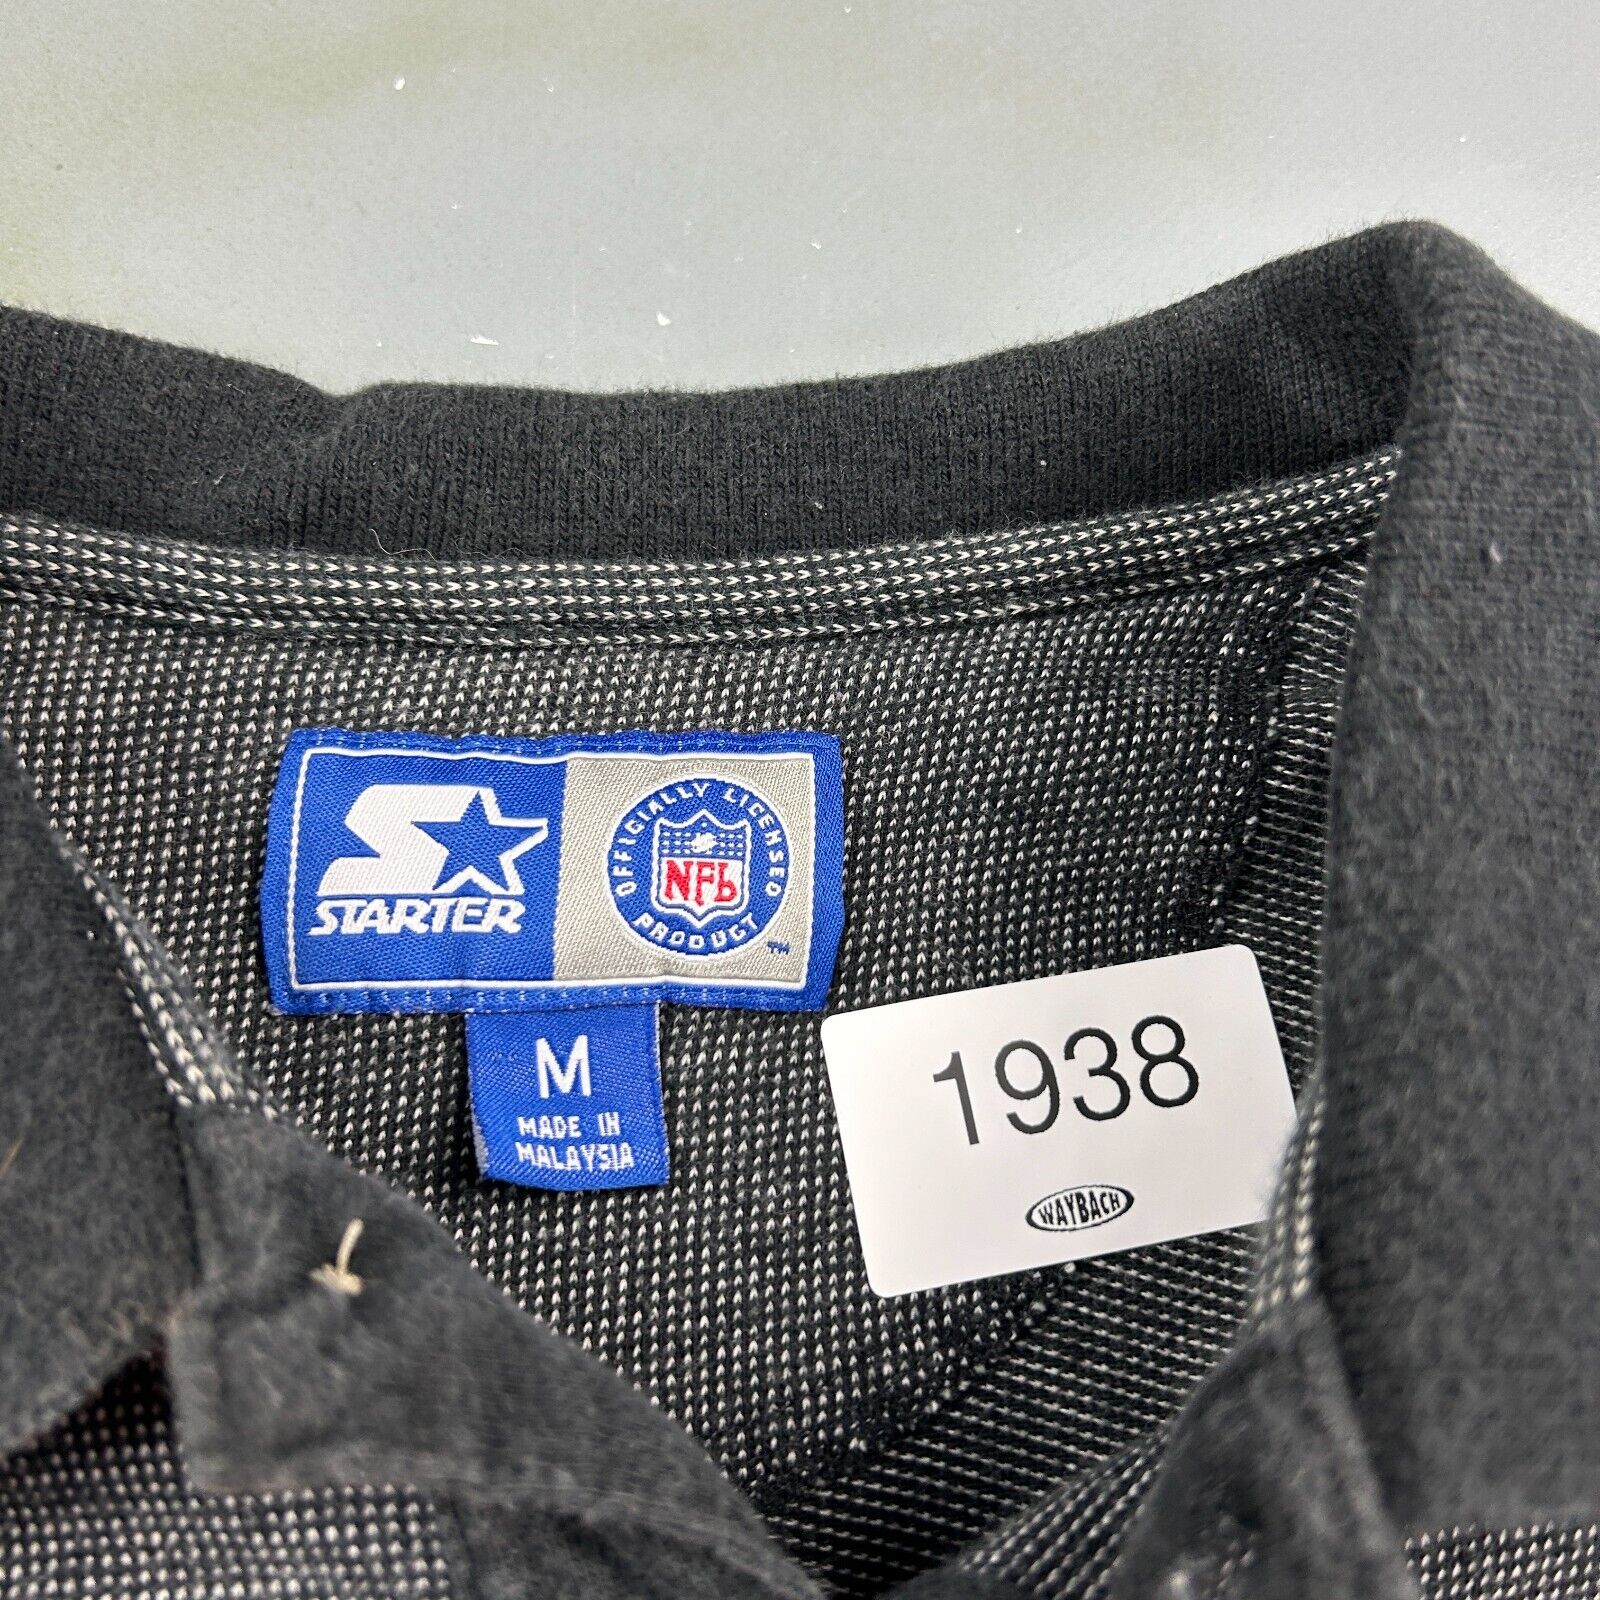 STARTER
OFFICIALLY LICENSED
NFL
PRODUCT
™
M
MADE IN
MALAYSIA
1938
WAYBACH